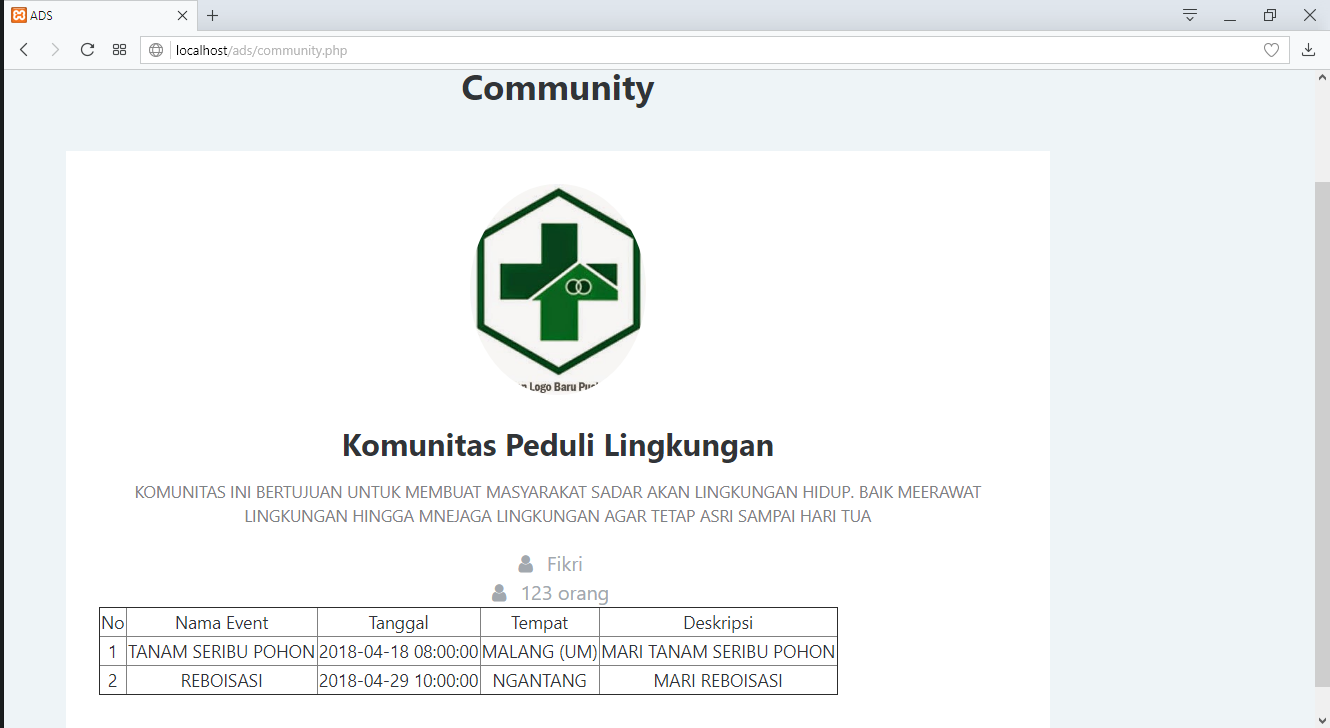 ADS
localhost/ads/community.php
Community
Logo Baru
Komunitas Peduli Lingkungan
KOMUNITAS INI BERTUJUAN UNTUK MEMBUAT MASYARAKAT SADAR AKAN LINGKUNGAN HIDUP. BAIK MEERAWAT
LINGKUNGAN HINGGA MNEJAGA LINGKUNGAN AGAR TETAP ASRI SAMPAI HARI TUA
Fikri
123 orang
No Nama Event Tanggal Tempat Deskripsi
1 TANAM SERIBU POHON 2018-04-18 08:00:00 MALANG (UM) MARI TANAM SERIBU POHON
2 REBOISASI 2018-04-29 10:00:00 NGANTANG MARI REBOISASI